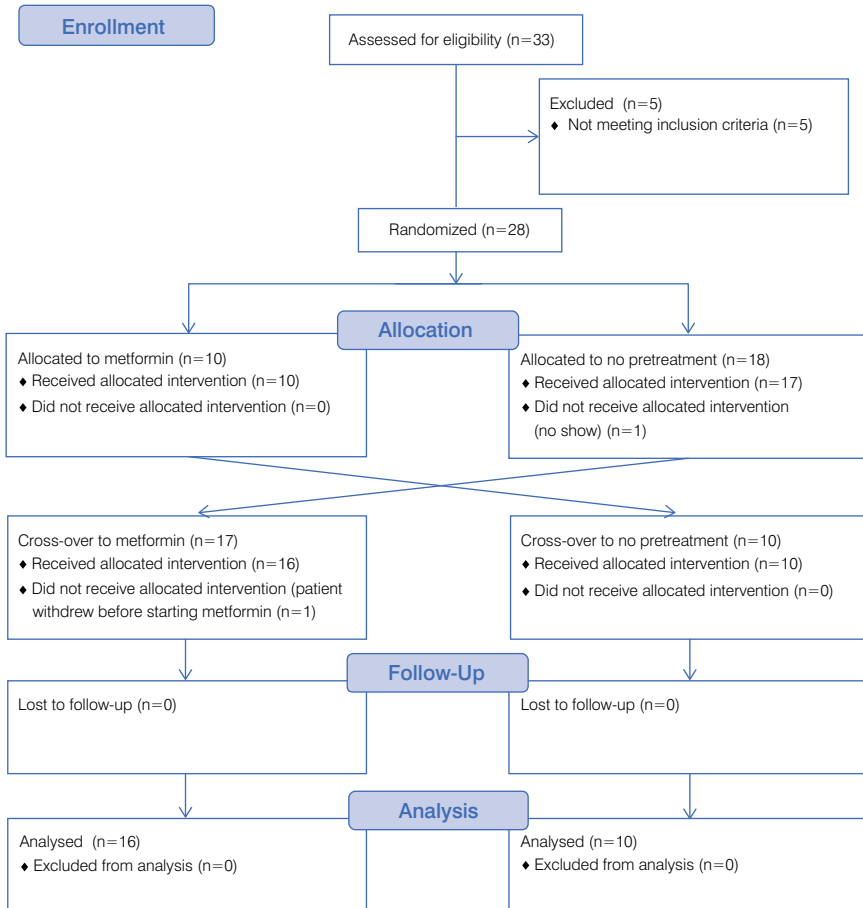 Enrollment
Assessed for eligibility (n=33)
Excluded (n=5)
♦ Not meeting inclusion criteria (n=5)
Randomized (n=28)
Allocation
Allocated to metformin (n=10)
♦ Received allocated intervention (n=10)
♦ Did not receive allocated intervention (n=0)
Allocated to no pretreatment (n=18)
♦ Received allocated intervention (n=17)
♦ Did not receive allocated intervention
(no show) (n=1)
Cross-over to metformin (n=17)
♦ Received allocated intervention (n=16)
♦ Did not receive allocated intervention (patient
withdrew before starting metformin (n=1)
Cross-over to no pretreatment (n=10)
♦ Received allocated intervention (n=10)
♦ Did not receive allocated intervention (n=0)
Follow-Up
Lost to follow-up (n=0)
Lost to follow-up (n=0)
Analysis
Analysed (n=16)
♦ Excluded from analysis (n=0)
Analysed (n=10)
♦ Excluded from analysis (n=0)